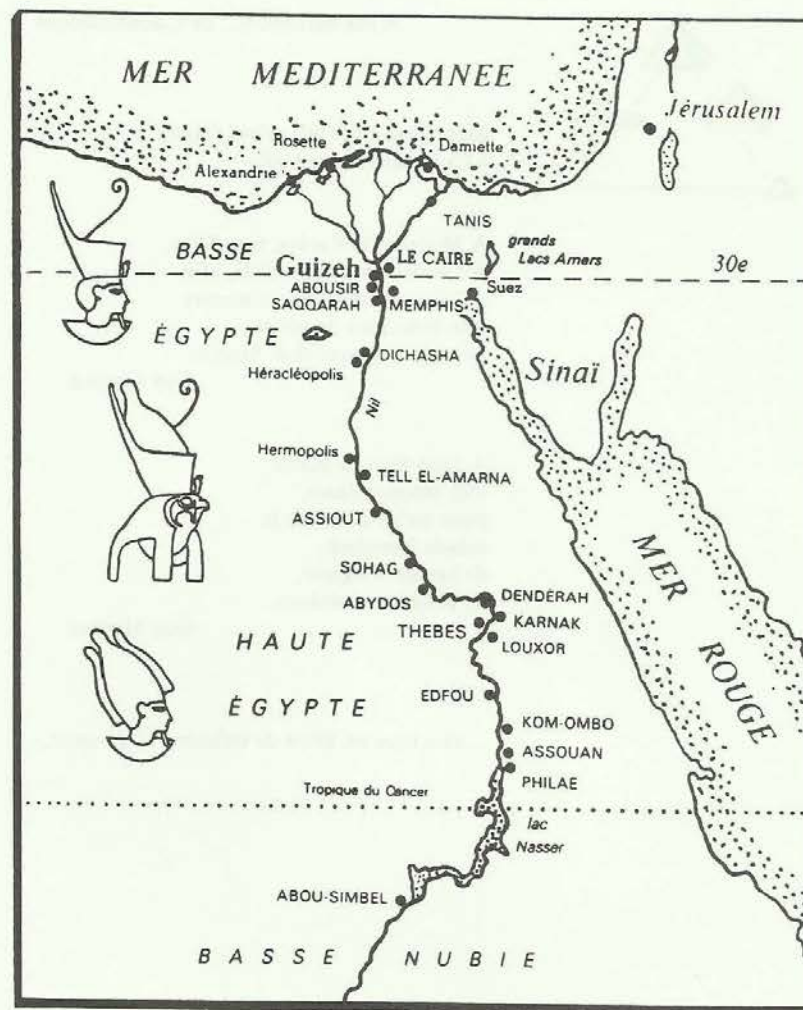 MER MEDITERRANEE
Jérusalem
Rosette
Damiette
Alexandrie
TANIS
BASSE
LE CAIRE
grands
Lacs Amers
30e
Guizeh
ABOUSIR
SAQQARAH
MEMPHIS
Suez
ÉGYPTE
DICHASHA
Sinaï
Héracléopolis
Nil
Hermopolis
TELL EL-AMARNA
ASSIOUT
SOHAG
ABYDOS
DENDÉRAH
KARNAK
THEBES
LOUXOR
HAUTE
MER
ROUGE
ÉGYPTE
EDFOU
KOM-OMBO
ASSOUAN
PHILAE
Tropique du Cancer
lac
Nasser
ABOU-SIMBEL
BASSE NUBIE